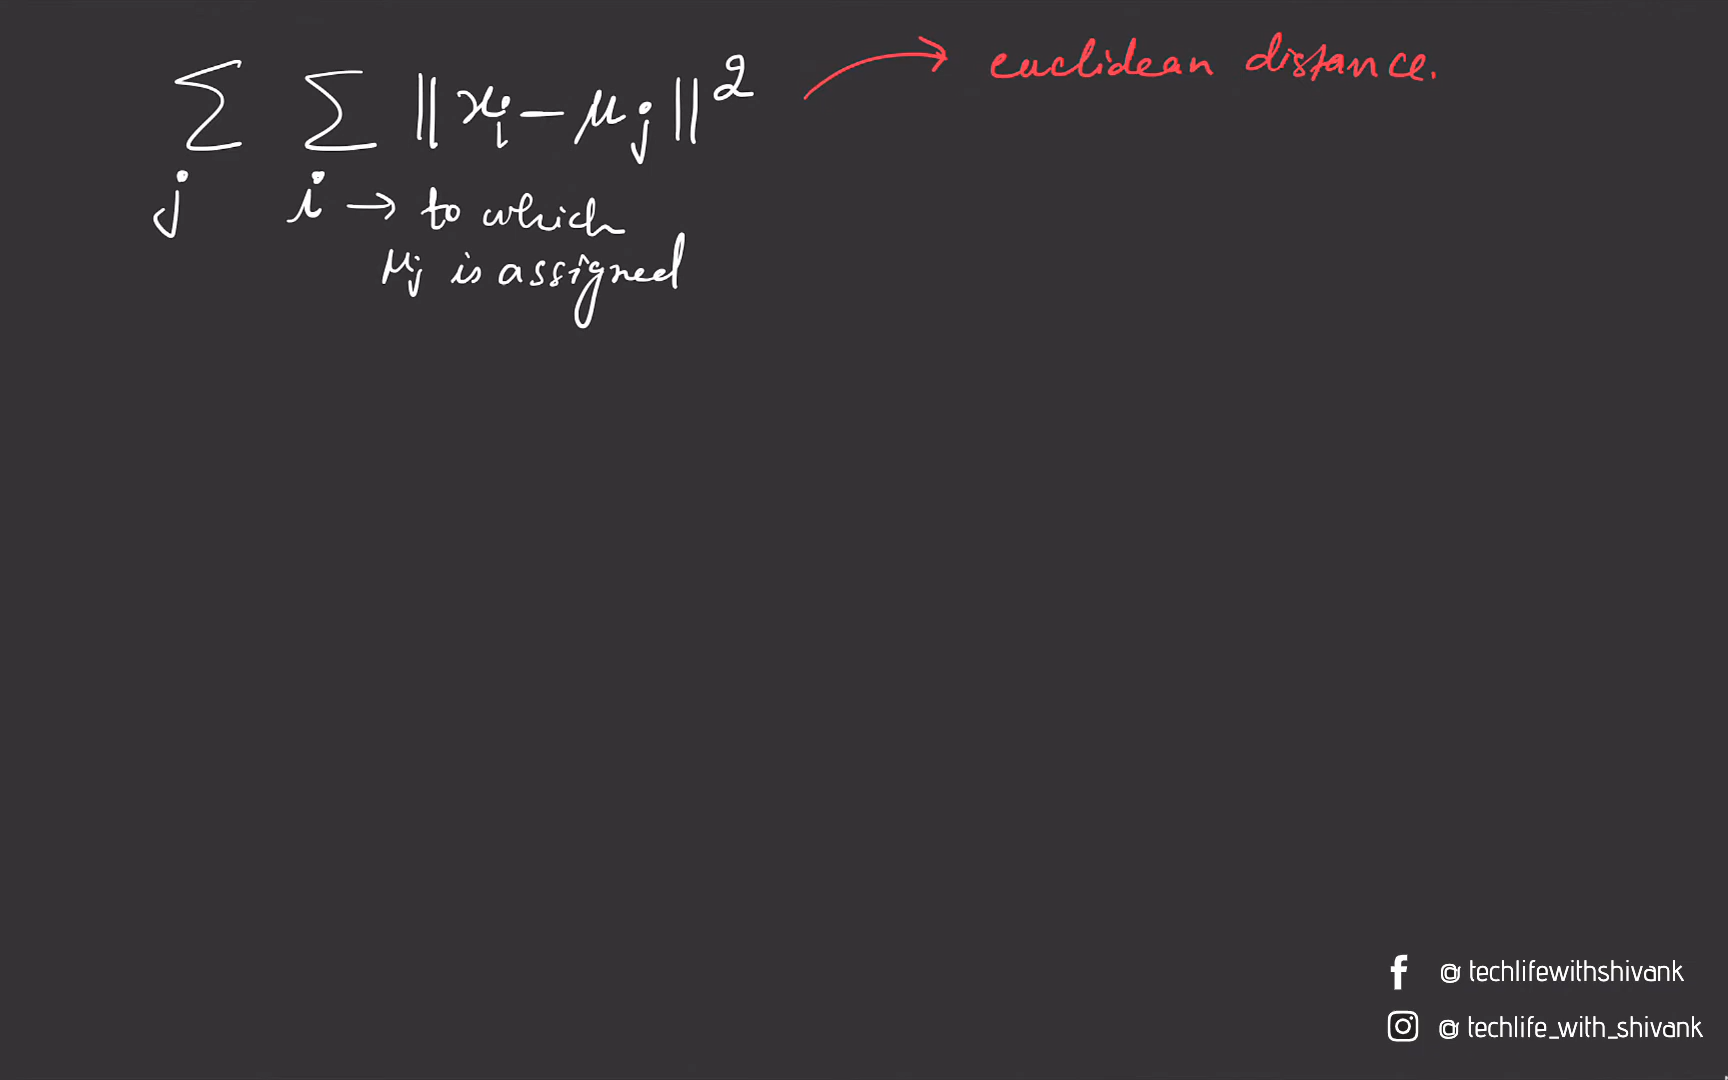 ∑ ∑ ||xi − μj||² → euclidean distance.
j i → to which
μj is assigned
@ techlifewithshivank
@ techlife_with_shivank